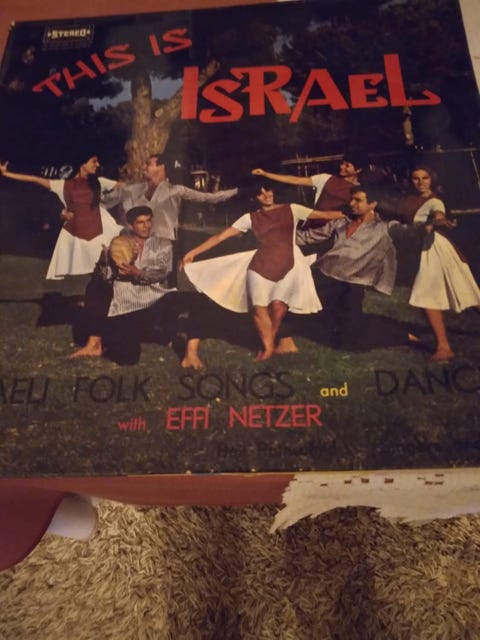 STEREO
THIS IS
ISRAEL
AELI FOLK SONGS and DANC
with EFFI NETZER